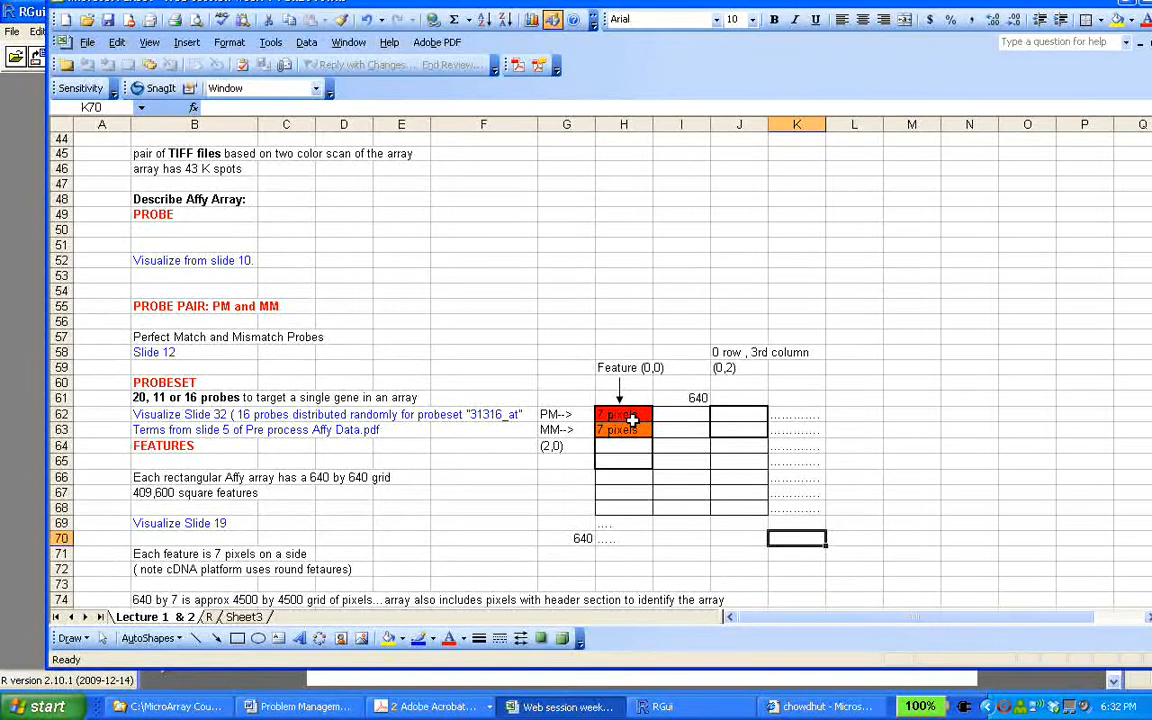 RGui
File Edit View Insert Format Tools Data Window Help Adobe PDF
Type a question for help
Arial 10 B I U $ % ,
Reply with Changes... End Review...
Sensitivity SnagIt Window
K70 fx
A B C D E F G H I J K L M N O P Q
44
45 pair of TIFF files based on two color scan of the array
46 array has 43 K spots
47
48 Describe Affy Array:
49 PROBE
50
51
52 Visualize from slide 10.
53
54
55 PROBE PAIR: PM and MM
56
57 Perfect Match and Mismatch Probes
58 Slide 12 0 row , 3rd column
59 Feature (0,0) (0,2)
60 PROBESET
61 20, 11 or 16 probes to target a single gene in an array 640
62 Visualize Slide 32 ( 16 probes distributed randomly for probeset "31316_at" PM--> 7 pixels ………….
63 Terms from slide 5 of Pre process Affy Data.pdf MM--> 7 pixels ………….
64 FEATURES (2,0) ………….
65 ………….
66 Each rectangular Affy array has a 640 by 640 grid ………….
67 409,600 square features ………….
68 ………….
69 Visualize Slide 19 ....
70 640 .....
71 Each feature is 7 pixels on a side
72 ( note cDNA platform uses round fetaures)
73
74 640 by 7 is approx 4500 by 4500 grid of pixels...array also includes pixels with header section to identify the array
Lecture 1 & 2 R Sheet3
Draw AutoShapes
Ready
R version 2.10.1 (2009-12-14)
start C:\MicroArray Cou... Problem Managem... 2 Adobe Acrobat... Web session week... RGui chowdhut - Micros... 100% 6:32 PM